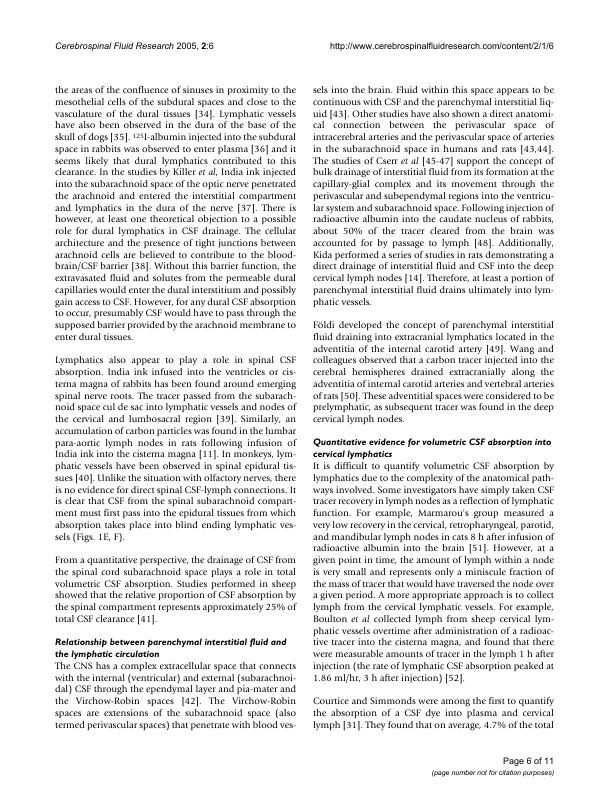 Cerebrospinal Fluid Research 2005, 2:6
http://www.cerebrospinalfluidresearch.com/content/2/1/6
the areas of the confluence of sinuses in proximity to the
mesothelial cells of the subdural spaces and close to the
vasculature of the dural tissues [34]. Lymphatic vessels
have also been observed in the dura of the base of the
skull of dogs [35]. 125I-albumin injected into the subdural
space in rabbits was observed to enter plasma [36] and it
seems likely that dural lymphatics contributed to this
clearance. In the studies by Killer et al, India ink injected
into the subarachnoid space of the optic nerve penetrated
the arachnoid and entered the interstitial compartment
and lymphatics in the dura of the nerve [37]. There is
however, at least one theoretical objection to a possible
role for dural lymphatics in CSF drainage. The cellular
architecture and the presence of tight junctions between
arachnoid cells are believed to contribute to the blood-
brain/CSF barrier [38]. Without this barrier function, the
extravasated fluid and solutes from the permeable dural
capillaries would enter the dural interstitium and possibly
gain access to CSF. However, for any dural CSF absorption
to occur, presumably CSF would have to pass through the
supposed barrier provided by the arachnoid membrane to
enter dural tissues.
Lymphatics also appear to play a role in spinal CSF
absorption. India ink infused into the ventricles or cis-
terna magna of rabbits has been found around emerging
spinal nerve roots. The tracer passed from the subarach-
noid space cul de sac into lymphatic vessels and nodes of
the cervical and lumbosacral region [39]. Similarly, an
accumulation of carbon particles was found in the lumbar
para-aortic lymph nodes in rats following infusion of
India ink into the cisterna magna [11]. In monkeys, lym-
phatic vessels have been observed in spinal epidural tis-
sues [40]. Unlike the situation with olfactory nerves, there
is no evidence for direct spinal CSF-lymph connections. It
is clear that CSF from the spinal subarachnoid compart-
ment must first pass into the epidural tissues from which
absorption takes place into blind ending lymphatic ves-
sels (Figs. 1E, F).
From a quantitative perspective, the drainage of CSF from
the spinal cord subarachnoid space plays a role in total
volumetric CSF absorption. Studies performed in sheep
showed that the relative proportion of CSF absorption by
the spinal compartment represents approximately 25% of
total CSF clearance [41].
Relationship between parenchymal interstitial fluid and
the lymphatic circulation
The CNS has a complex extracellular space that connects
with the internal (ventricular) and external (subarachnoi-
dal) CSF through the ependymal layer and pia-mater and
the Virchow-Robin spaces [42]. The Virchow-Robin
spaces are extensions of the subarachnoid space (also
termed perivascular spaces) that penetrate with blood ves-
sels into the brain. Fluid within this space appears to be
continuous with CSF and the parenchymal interstitial liq-
uid [43]. Other studies have also shown a direct anatomi-
cal connection between the perivascular space of
intracerebral arteries and the perivascular space of arteries
in the subarachnoid space in humans and rats [43,44].
The studies of Cserr et al [45-47] support the concept of
bulk drainage of interstitial fluid from its formation at the
capillary-glial complex and its movement through the
perivascular and subependymal regions into the ventricu-
lar system and subarachnoid space. Following injection of
radioactive albumin into the caudate nucleus of rabbits,
about 50% of the tracer cleared from the brain was
accounted for by passage to lymph [48]. Additionally,
Kida performed a series of studies in rats demonstrating a
direct drainage of interstitial fluid and CSF into the deep
cervical lymph nodes [14]. Therefore, at least a portion of
parenchymal interstitial fluid drains ultimately into lym-
phatic vessels.
Földi developed the concept of parenchymal interstitial
fluid draining into extracranial lymphatics located in the
adventitia of the internal carotid artery [49]. Wang and
colleagues observed that a carbon tracer injected into the
cerebral hemispheres drained extracranially along the
adventitia of internal carotid arteries and vertebral arteries
of rats [50]. These adventitial spaces were considered to be
prelymphatic, as subsequent tracer was found in the deep
cervical lymph nodes.
Quantitative evidence for volumetric CSF absorption into
cervical lymphatics
It is difficult to quantify volumetric CSF absorption by
lymphatics due to the complexity of the anatomical path-
ways involved. Some investigators have simply taken CSF
tracer recovery in lymph nodes as a reflection of lymphatic
function. For example, Marmarou's group measured a
very low recovery in the cervical, retropharyngeal, parotid,
and mandibular lymph nodes in cats 8 h after infusion of
radioactive albumin into the brain [51]. However, at a
given point in time, the amount of lymph within a node
is very small and represents only a miniscule fraction of
the mass of tracer that would have traversed the node over
a given period. A more appropriate approach is to collect
lymph from the cervical lymphatic vessels. For example,
Boulton et al collected lymph from sheep cervical lym-
phatic vessels overtime after administration of a radioac-
tive tracer into the cisterna magna, and found that there
were measurable amounts of tracer in the lymph 1 h after
injection (the rate of lymphatic CSF absorption peaked at
1.86 ml/hr, 3 h after injection) [52].
Courtice and Simmonds were among the first to quantify
the absorption of a CSF dye into plasma and cervical
lymph [31]. They found that on average, 4.7% of the total
Page 6 of 11
(page number not for citation purposes)